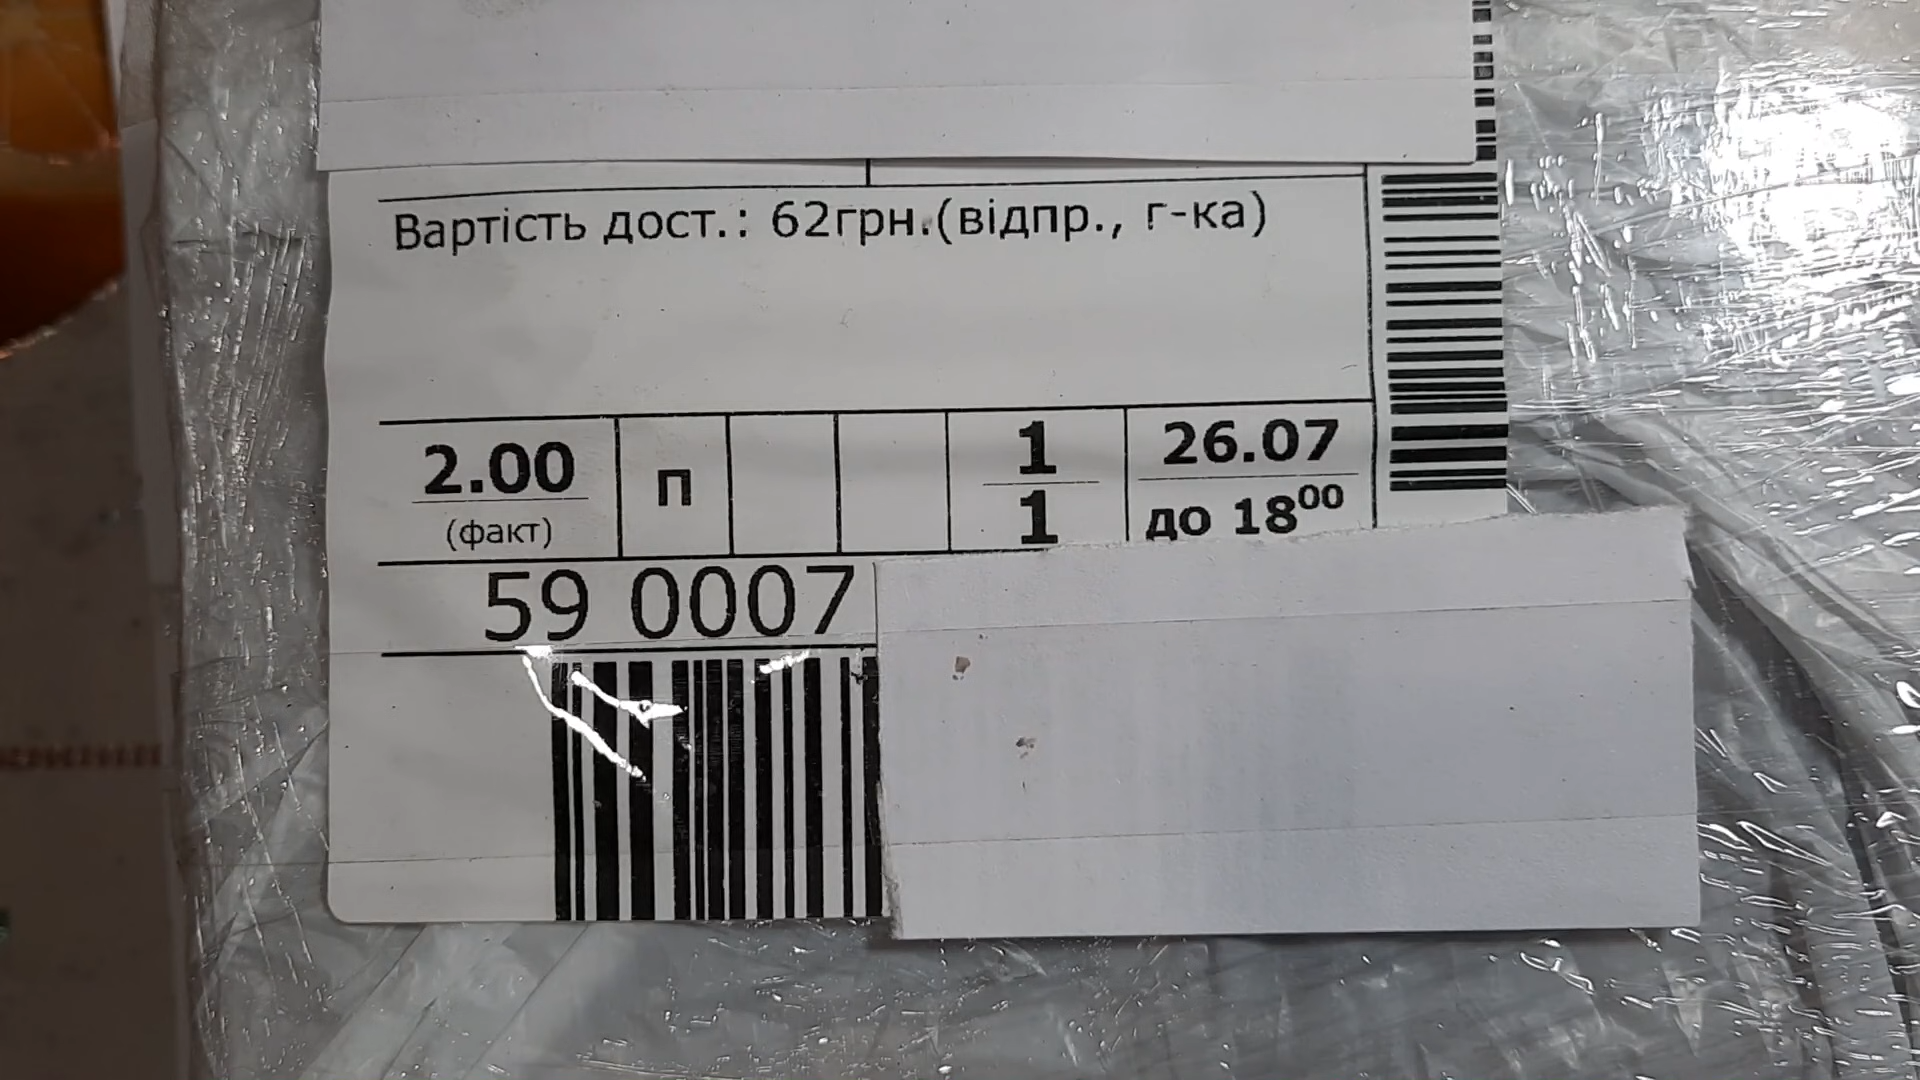 Вартість дост.: 62грн.(відпр., г-ка)
2.00
(факт)
п
1
1
26.07
до 18⁰⁰
59 0007